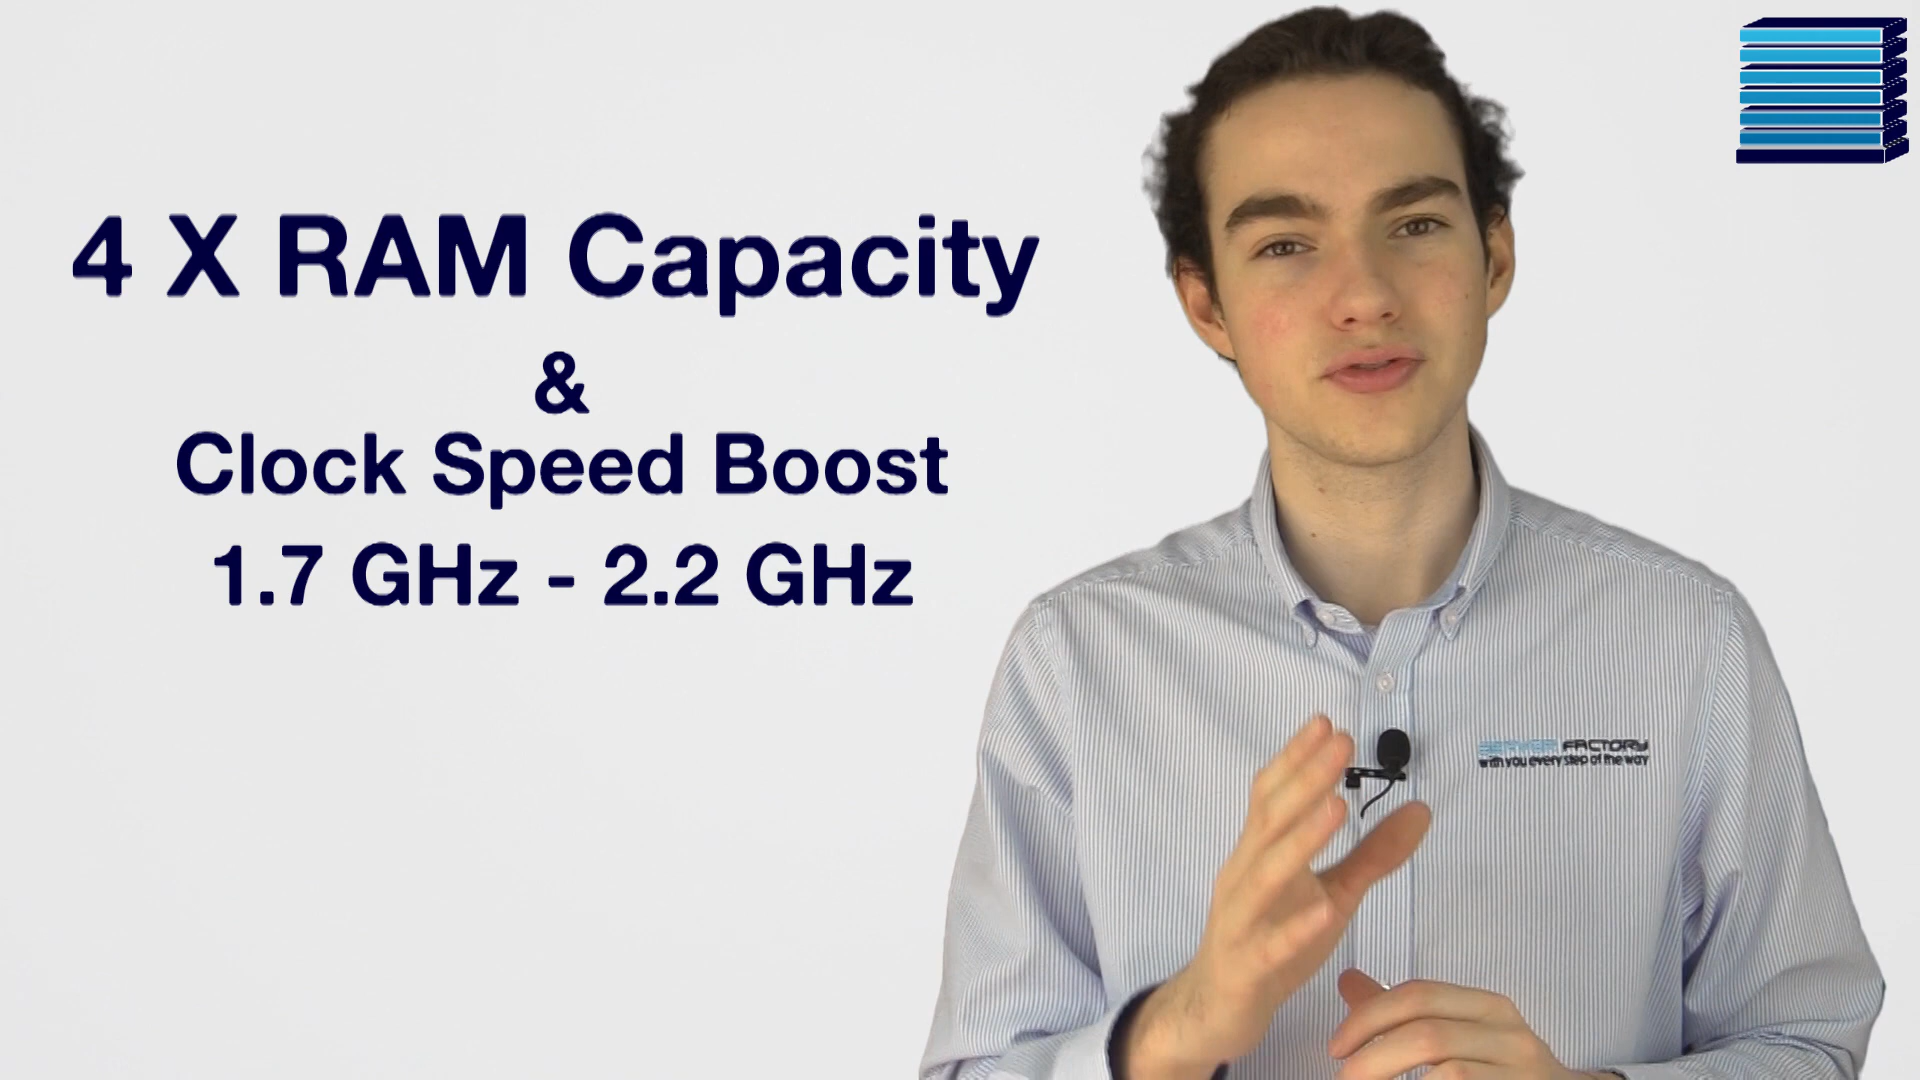 4 X RAM Capacity
&
Clock Speed Boost
1.7 GHz - 2.2 GHz
SERVER FACTORY
with you every step of the way